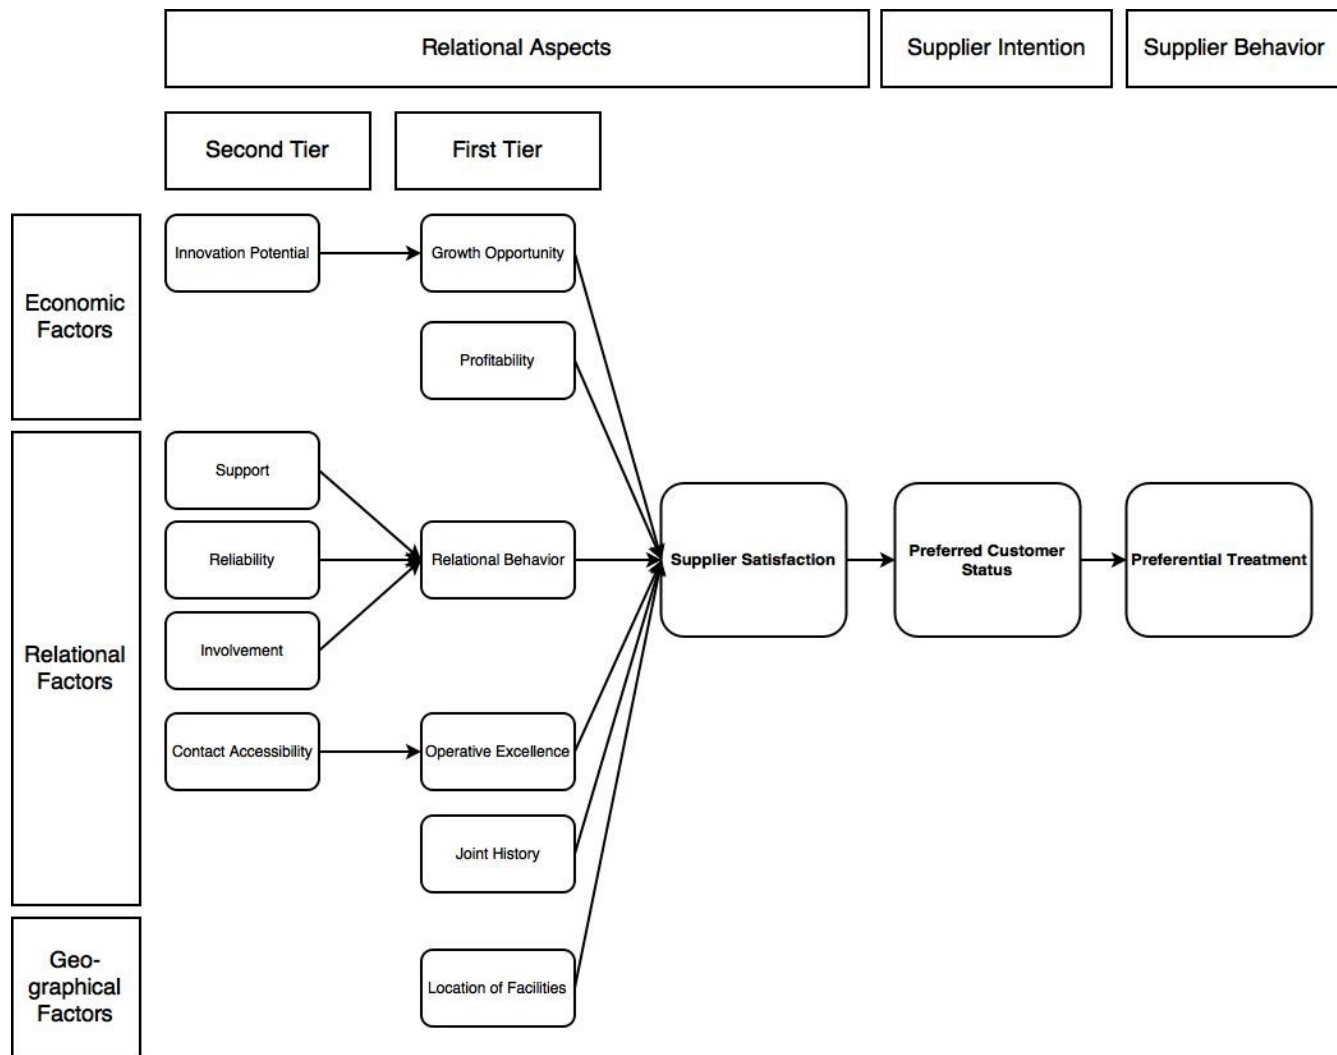 Relational Aspects
Supplier Intention
Supplier Behavior
Second Tier
First Tier
Economic
Factors
Innovation Potential
Growth Opportunity
Profitability
Relational
Factors
Support
Reliability
Relational Behavior
Involvement
Contact Accessibility
Operative Excellence
Joint History
Supplier Satisfaction
Preferred Customer
Status
Preferential Treatment
Geo-
graphical
Factors
Location of Facilities